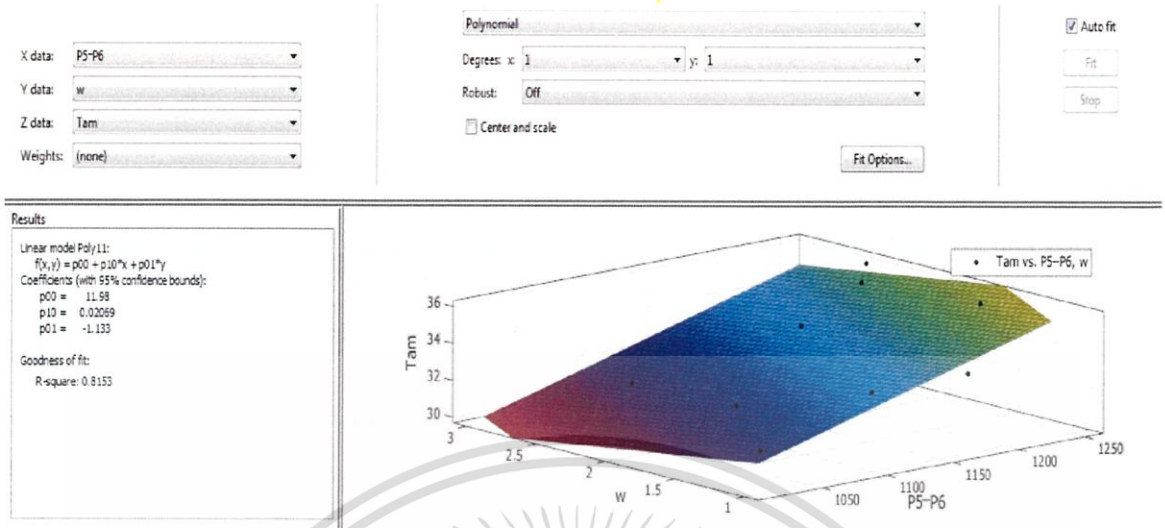 X data: P5-P6
Y data: w
Z data: Tam
Weights: (none)
Polynomial
Degrees: x: 1 y: 1
Robust: Off
Center and scale
Fit Options...
Auto fit
Fit
Stop
Results
Linear model Poly11:
f(x,y) = p00 + p10*x + p01*y
Coefficients (with 95% confidence bounds):
p00 = 11.98
p10 = 0.02069
p01 = -1.133
Goodness of fit:
R-square: 0.8153
Tam vs. P5-P6, w
Tam
36
34
32
30
3
2.5
2
1.5
1
w
1050
1100
1150
1200
1250
P5-P6